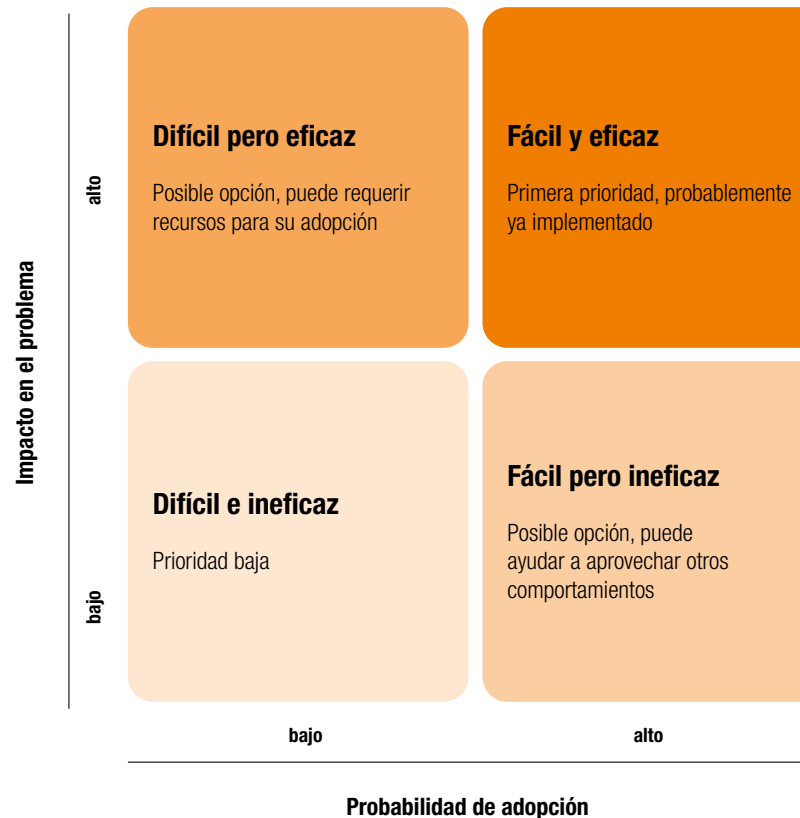 Impacto en el problema
alto
Difícil pero eficaz
Posible opción, puede requerir
recursos para su adopción
Fácil y eficaz
Primera prioridad, probablemente
ya implementado
bajo
Difícil e ineficaz
Prioridad baja
Fácil pero ineficaz
Posible opción, puede
ayudar a aprovechar otros
comportamientos
bajo
alto
Probabilidad de adopción